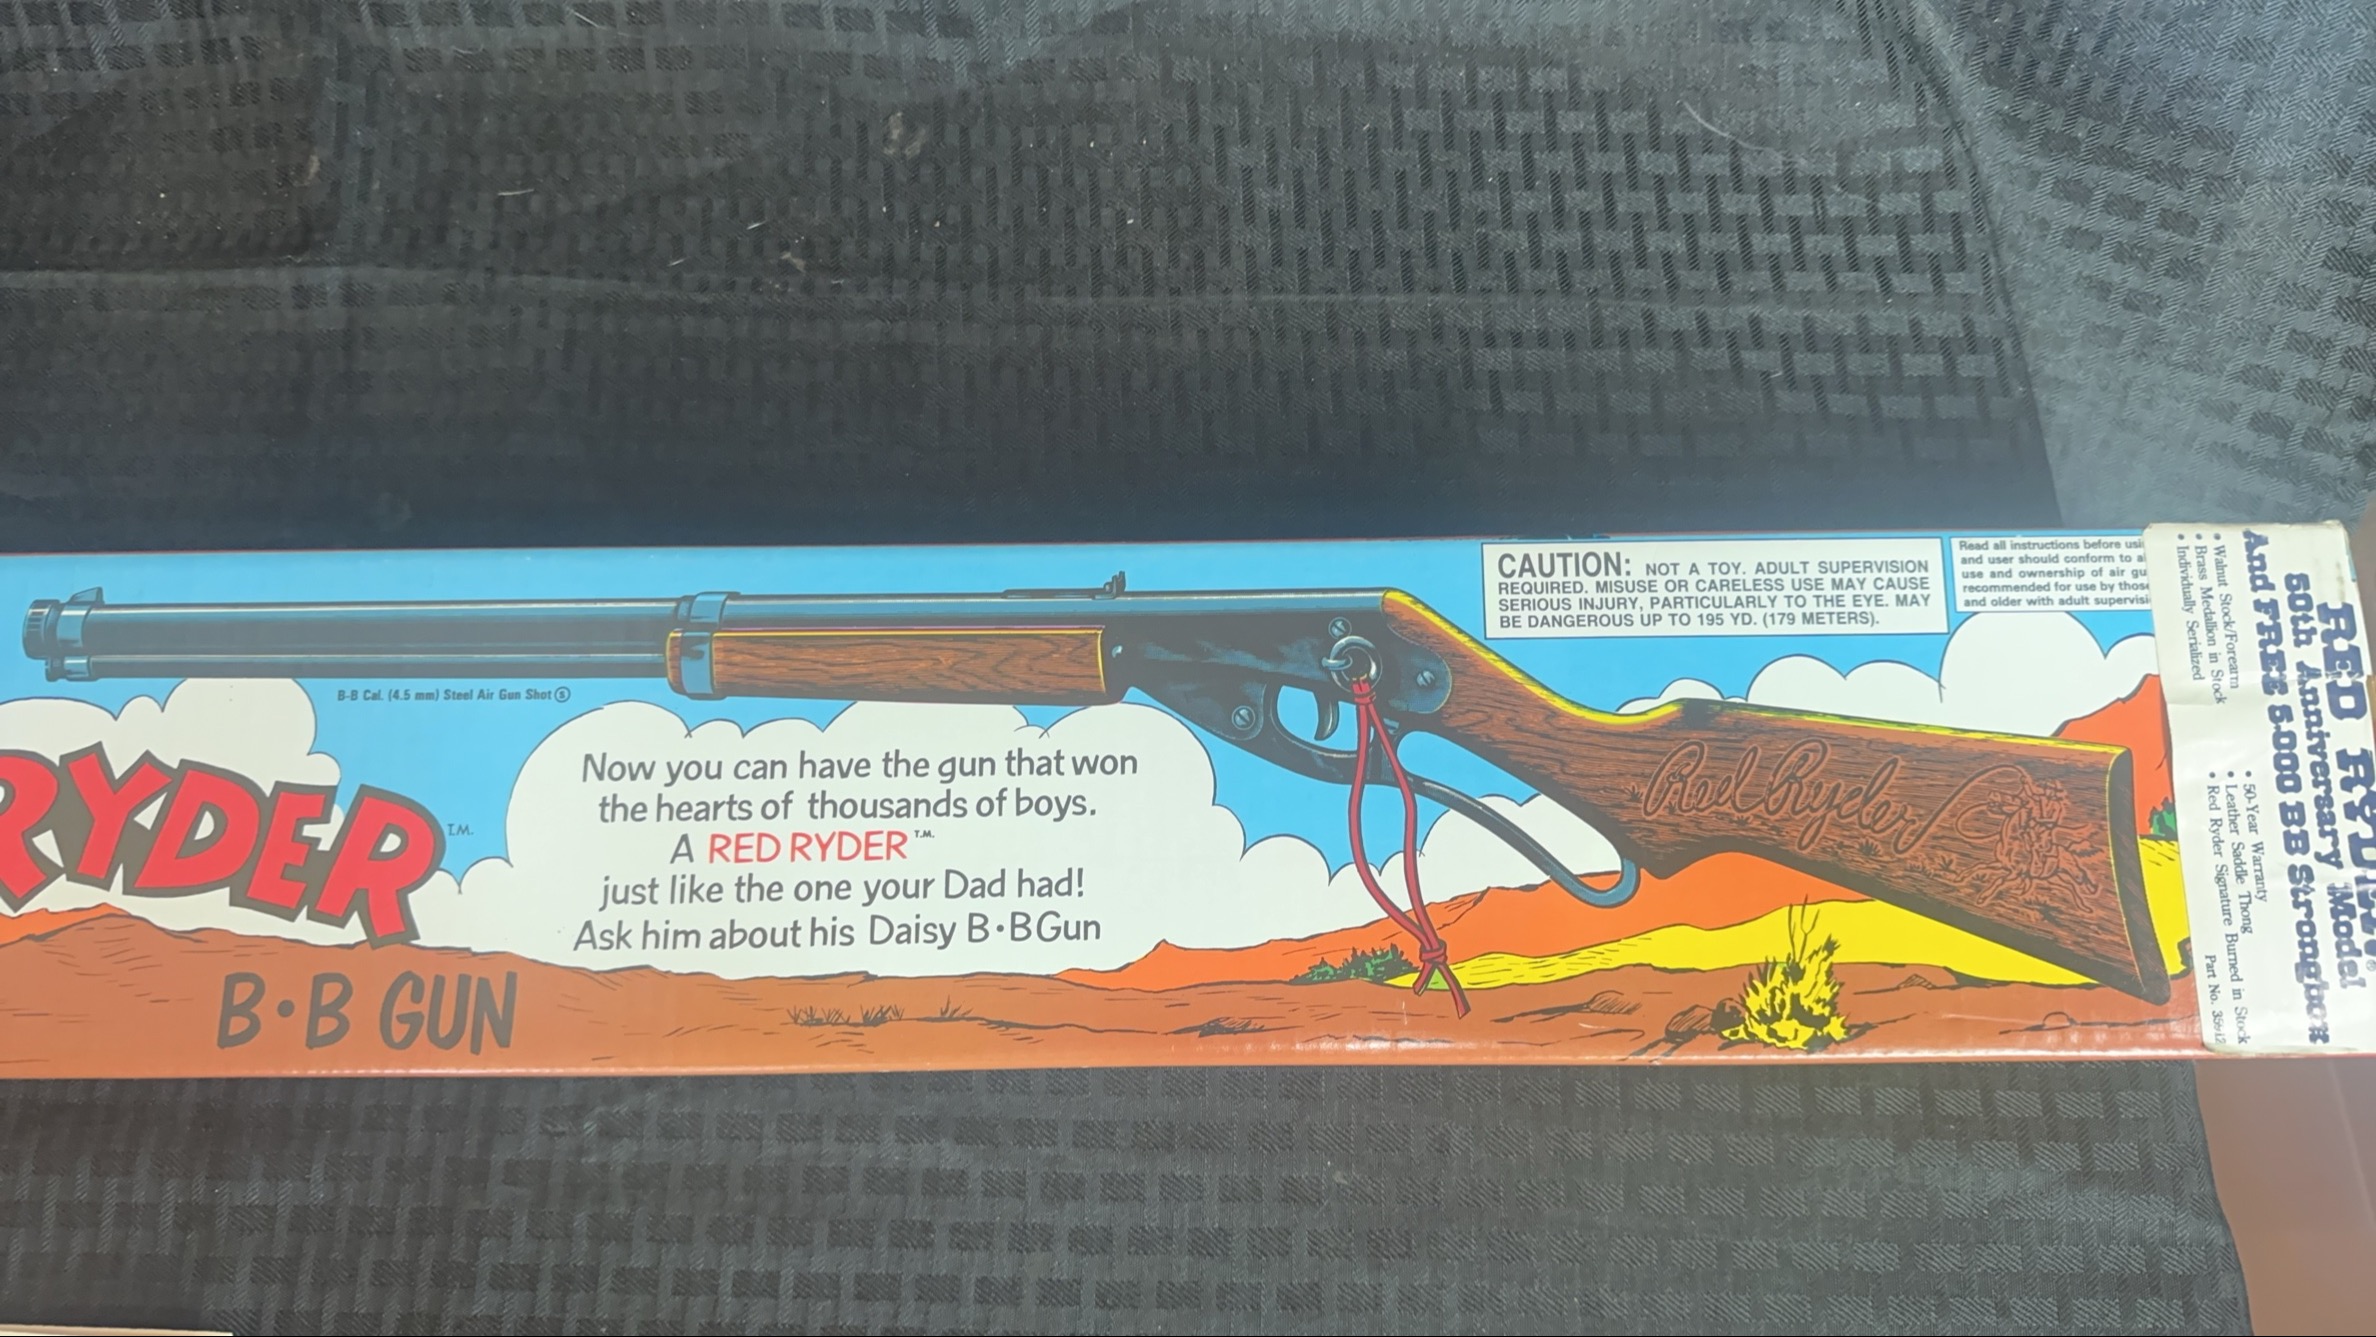 CAUTION: NOT A TOY. ADULT SUPERVISION
REQUIRED. MISUSE OR CARELESS USE MAY CAUSE
SERIOUS INJURY, PARTICULARLY TO THE EYE. MAY
BE DANGEROUS UP TO 195 YD. (179 METERS).
Read all instructions before
and user should conform to
use and ownership of air
recommended for use by
and older with adult
B-B Cal. (4.5 mm) Steel Air Gun Shot Ⓢ
RYDER T.M.
B•B GUN
Now you can have the gun that won
the hearts of thousands of boys.
A RED RYDER T.M.
just like the one your Dad had!
Ask him about his Daisy B•B Gun
Red Ryder
RED
50th Anniversary Model
And FREE 5,000 BB Strongbox
• Walnut Stock/Forearm
• Brass Medallion in Stock
• Individually Serialized
• 50-Year Warranty
• Leather Saddle Thong
• Red Ryder Signature Burned in Stock
Part No.